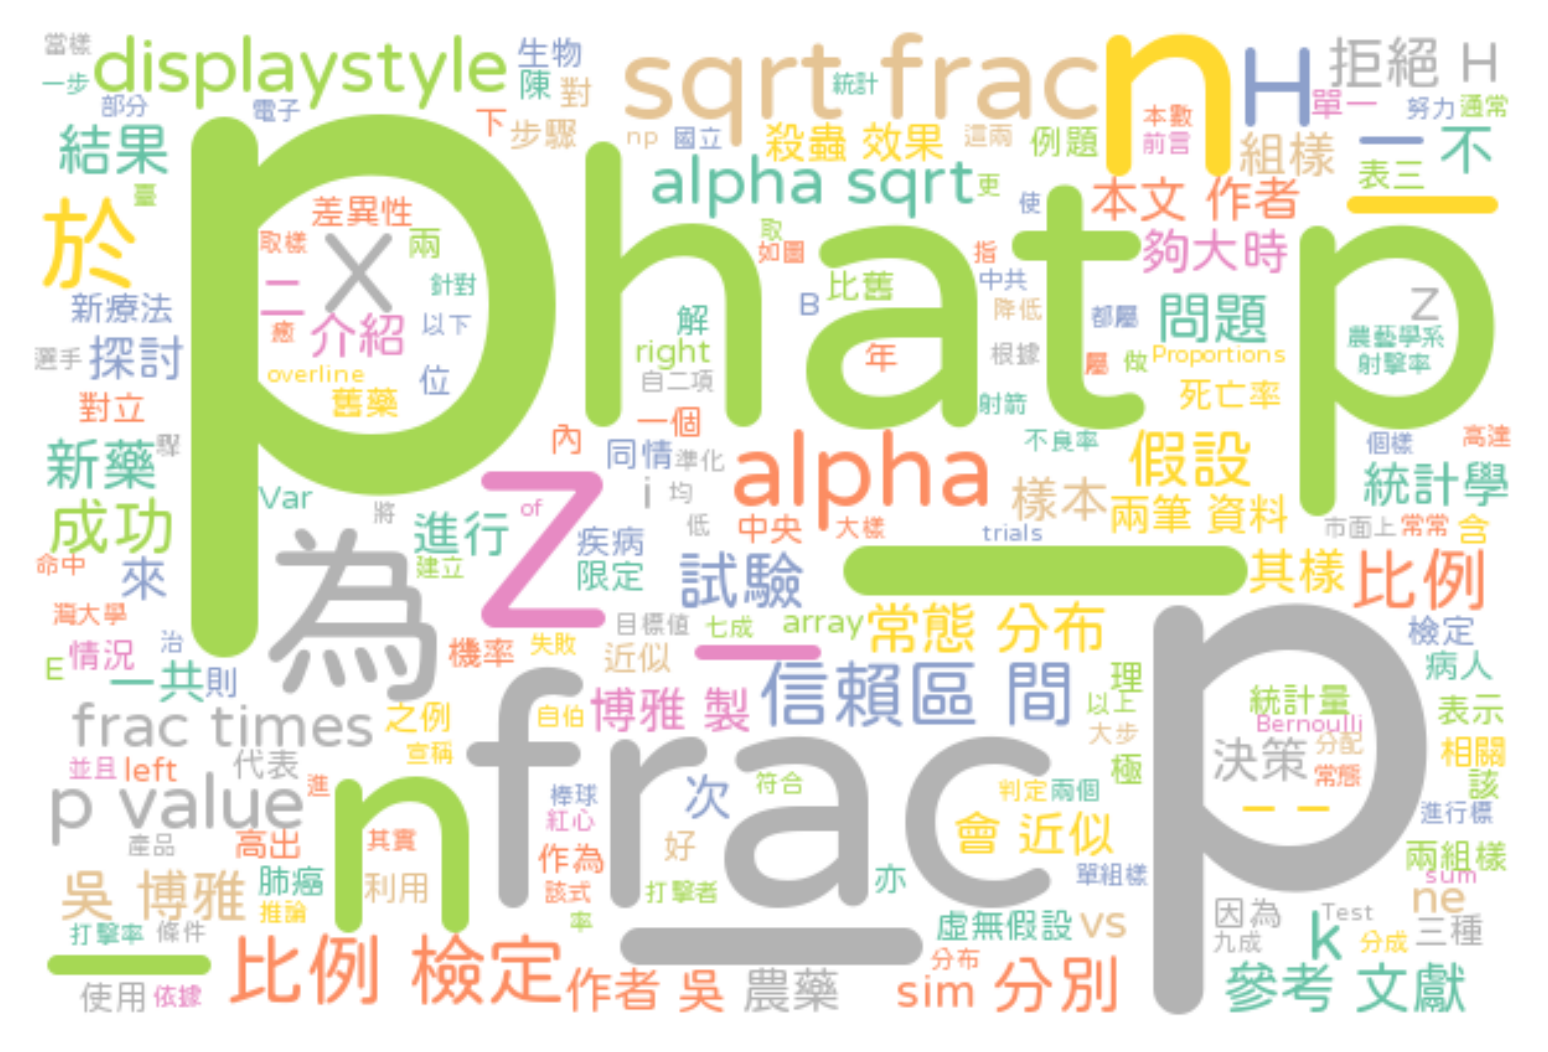 當樣
一步
displaystyle
生物
陳
對
sqrt frac
統計
n
H
拒絕 H
單一
努力
通常
部分
電子
下
步驟
np
國立
殺蟲 效果
這兩
例題
本數
前言
組樣
一
不
表三
結果
臺
p hat p
alpha sqrt
更
使
本文 作者
一
於
差異性
取樣
X
兩
二
針對
取
如圖
指
中共
夠大時
新療法
癒
介紹
以下
B
比舊
解
降低
都屬
問題
Z
農藝學系
射擊率
選手
探討
overline
舊藥
位
right
自二項
年
根據
屬
做
Proportions
死亡率
對立
射箭
一個
內
同情
準化
不良率
假設
個樣
高達
新藥
alpha
統計學
Var
將
Z
of
i
均
低
中央
大樣
樣本
兩筆 資料
trials
市面上
常常
含
成功
進行
疾病
限定
建立
命中
來
為
試驗
一
其樣
比例
灣大學
治
目標值
七成
array
常態 分布
檢定
E
情況
一共
則
機率
失敗
近似
一
病人
frac times
之例
自伯
博雅 製
信賴區 間
理
以上
p
統計量
Bernoulli
表示
宣稱
大步
決策
分配
常態
相關
並且
left
代表
frac
極
該
p value
進
n
棒球
紅心
次
符合
判定
兩個
一 一
進行標
產品
高出
其實
作為
好
會 近似
兩組樣
吳 博雅
肺癌
利用
該式
打擊者
亦
單組樣
sum
推論
率
ne
打擊率
條件
虛無假設
vs
因為
Test
九成
k
分成
三種
一
比例 檢定
一
分布
使用
依據
作者 吳
農藥
sim
分別
參考 文獻